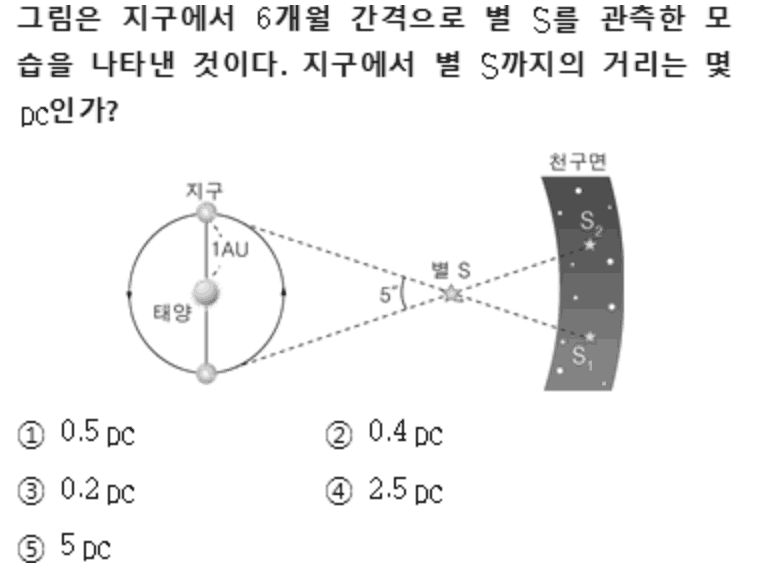 그림은 지구에서 6개월 간격으로 별 S를 관측한 모
습을 나타낸 것이다. 지구에서 별 S까지의 거리는 몇
pc인가?
천구면
지구
S₂
1AU
별 S
5″
태양
S₁
① 0.5 pc ② 0.4 pc
③ 0.2 pc ④ 2.5 pc
⑤ 5 pc